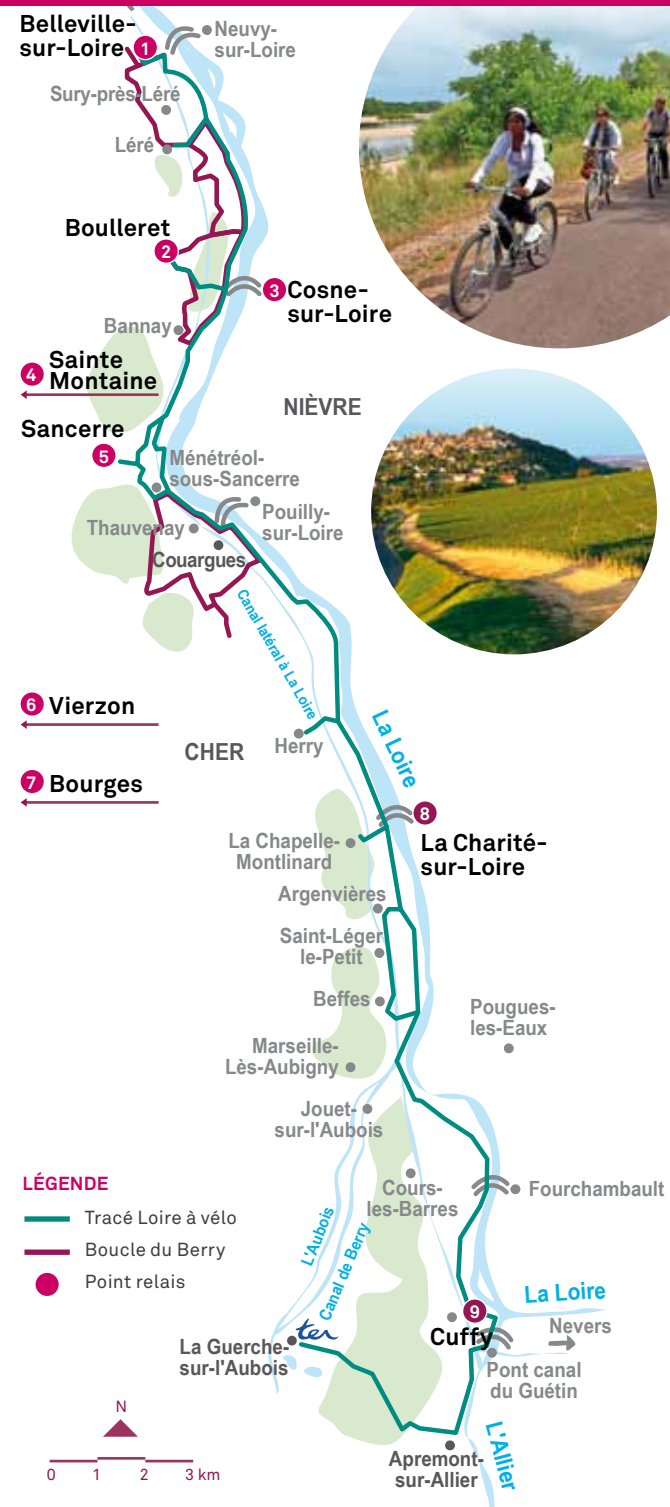 Belleville-
sur-Loire
1
Neuvy-
sur-Loire
Sury-près-Léré
Léré
Boulleret
2
3
Cosne-
sur-Loire
Bannay
4
Sainte
Montaine
NIÈVRE
Sancerre
5
Ménétréol-
sous-Sancerre
Thauvenay
Pouilly-
sur-Loire
Couargues
Canal latéral à La Loire
6 Vierzon
Herry
CHER
La Loire
7 Bourges
8
La Charité-
sur-Loire
La Chapelle-
Montlinard
Argenvières
Saint-Léger
le-Petit
Beffes
Pougues-
les-Eaux
Marseille-
Lès-Aubigny
Jouet-
sur-l'Aubois
Cours-
les-Barres
Fourchambault
LÉGENDE
Tracé Loire à vélo
Boucle du Berry
Point relais
L'Aubois
Canal de Berry
La Loire
9
Cuffy
Nevers
ter
La Guerche-
sur-l'Aubois
Pont canal
du Guétin
L'Allier
Apremont-
sur-Allier
N
0 1 2 3 km